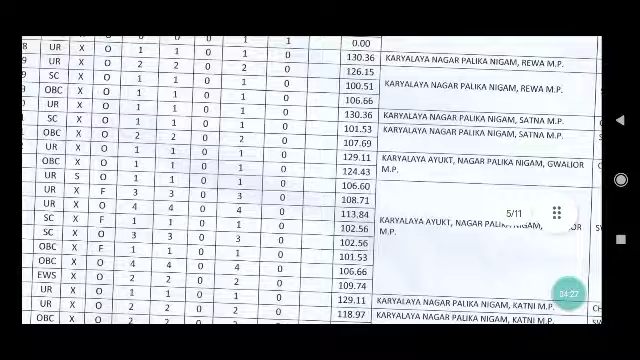 0.00
8 UR X O 1 1 0 1 0 130.36 KARYALAYA NAGAR PALIKA NIGAM, REWA M.P.
9 UR X O 2 2 0 2 0 126.15
SC X O 1 1 0 1 0 100.51 KARYALAYA NAGAR PALIKA NIGAM, REWA M.P.
OBC X O 1 1 0 1 0 106.66
UR X O 1 1 0 1 0 130.36 KARYALAYA NAGAR PALIKA NIGAM, SATNA M.P.
SC X O 1 1 0 1 0 101.53 KARYALAYA NAGAR PALIKA NIGAM, SATNA M.P.
OBC X O 2 2 0 2 0 107.69
UR X O 1 1 0 1 0 129.11 KARYALAYA AYUKT, NAGAR PALIKA NIGAM, GWALIOR
OBC X O 1 1 0 1 0 124.43 M.P.
UR S O 1 1 0 1 0 106.60
UR X F 3 3 0 3 0 108.71
UR X O 4 4 0 4 0 113.84 KARYALAYA AYUKT, NAGAR PALIKA NIGAM,
SC X F 1 1 0 1 0 102.56 M.P.
SC X O 3 3 0 3 0 102.56
OBC X F 1 1 0 1 0 101.53
OBC X O 4 4 0 4 0 106.66
EWS X O 2 2 0 2 0 109.74
UR X O 1 1 0 1 0 129.11 KARYALAYA NAGAR PALIKA NIGAM, KATNI M.P.
UR X O 2 2 0 2 0 118.97 KARYALAYA NAGAR PALIKA NIGAM, KATNI M.P.
OBC X O 2 2 0 2
5/11
04:27